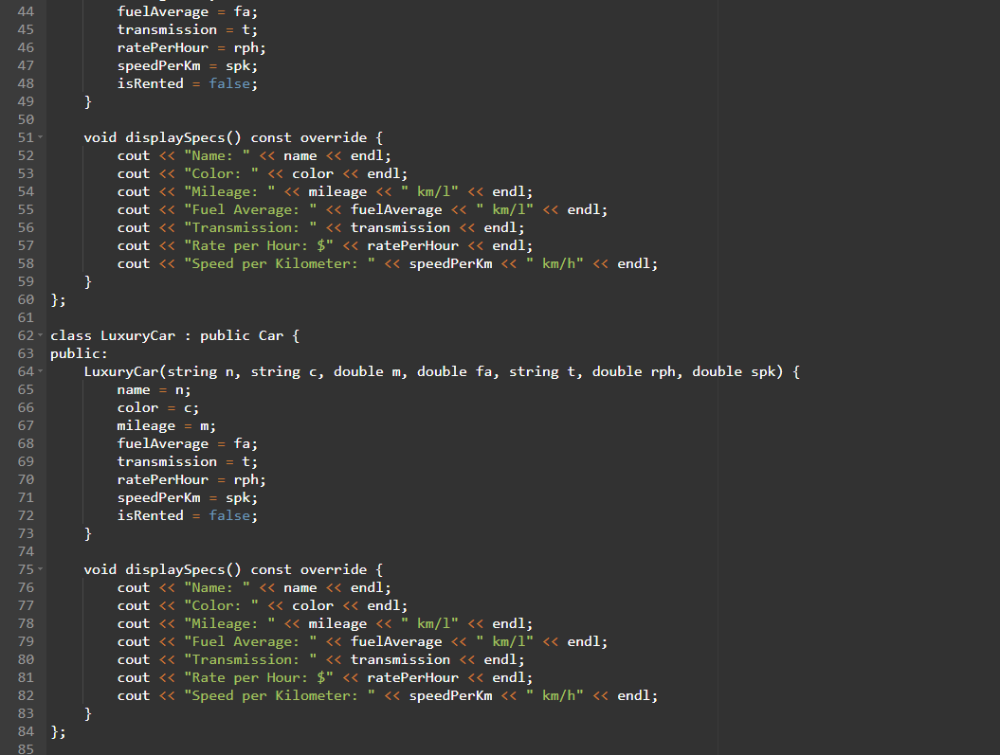 44 fuelAverage = fa;
45 transmission = t;
46 ratePerHour = rph;
47 speedPerKm = spk;
48 isRented = false;
49 }
50
51 void displaySpecs() const override {
52 cout << "Name: " << name << endl;
53 cout << "Color: " << color << endl;
54 cout << "Mileage: " << mileage << " km/l" << endl;
55 cout << "Fuel Average: " << fuelAverage << " km/l" << endl;
56 cout << "Transmission: " << transmission << endl;
57 cout << "Rate per Hour: $" << ratePerHour << endl;
58 cout << "Speed per Kilometer: " << speedPerKm << " km/h" << endl;
59 }
60 };
61
62 class LuxuryCar : public Car {
63 public:
64 LuxuryCar(string n, string c, double m, double fa, string t, double rph, double spk) {
65 name = n;
66 color = c;
67 mileage = m;
68 fuelAverage = fa;
69 transmission = t;
70 ratePerHour = rph;
71 speedPerKm = spk;
72 isRented = false;
73 }
74
75 void displaySpecs() const override {
76 cout << "Name: " << name << endl;
77 cout << "Color: " << color << endl;
78 cout << "Mileage: " << mileage << " km/l" << endl;
79 cout << "Fuel Average: " << fuelAverage << " km/l" << endl;
80 cout << "Transmission: " << transmission << endl;
81 cout << "Rate per Hour: $" << ratePerHour << endl;
82 cout << "Speed per Kilometer: " << speedPerKm << " km/h" << endl;
83 }
84 };
85